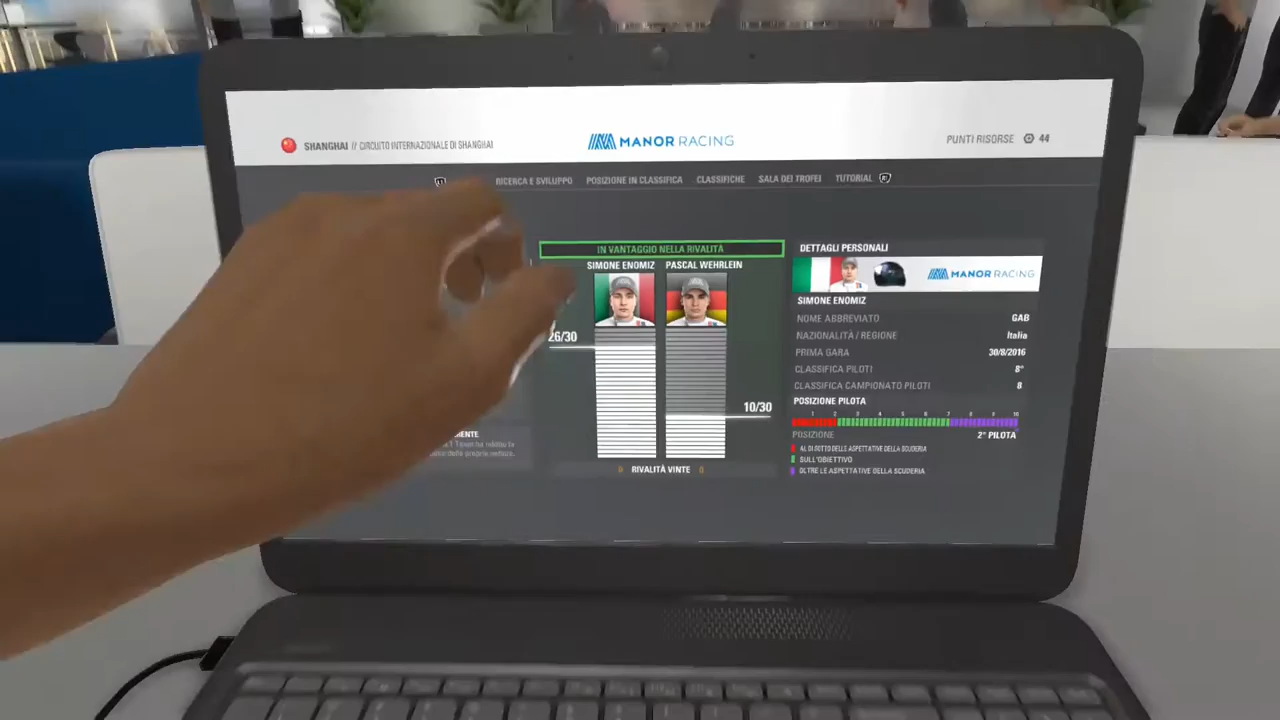 SHANGHAI // CIRCUITO INTERNAZIONALE DI SHANGHAI
MANOR RACING
PUNTI RISORSE 44
RICERCA E SVILUPPO POSIZIONE IN CLASSIFICA CLASSIFICHE SALA DEI TROFEI TUTORIAL
IN VANTAGGIO NELLA RIVALITÀ
SIMONE ENOMIZ PASCAL WEHRLEIN
26/30
10/30
RIVALITÀ VINTE
DETTAGLI PERSONALI
MANOR RACING
SIMONE ENOMIZ
NOME ABBREVIATO GAB
NAZIONALITÀ / REGIONE Italia
PRIMA GARA 30/8/2016
CLASSIFICA PILOTI 8°
CLASSIFICA CAMPIONATO PILOTI 8
POSIZIONE PILOTA
1 2 3 4 5 6 7 8 9 10
POSIZIONE 2° PILOTA
AL DI SOTTO DELLE ASPETTATIVE DELLA SCUDERIA
SULL'OBIETTIVO
OLTRE LE ASPETTATIVE DELLA SCUDERIA